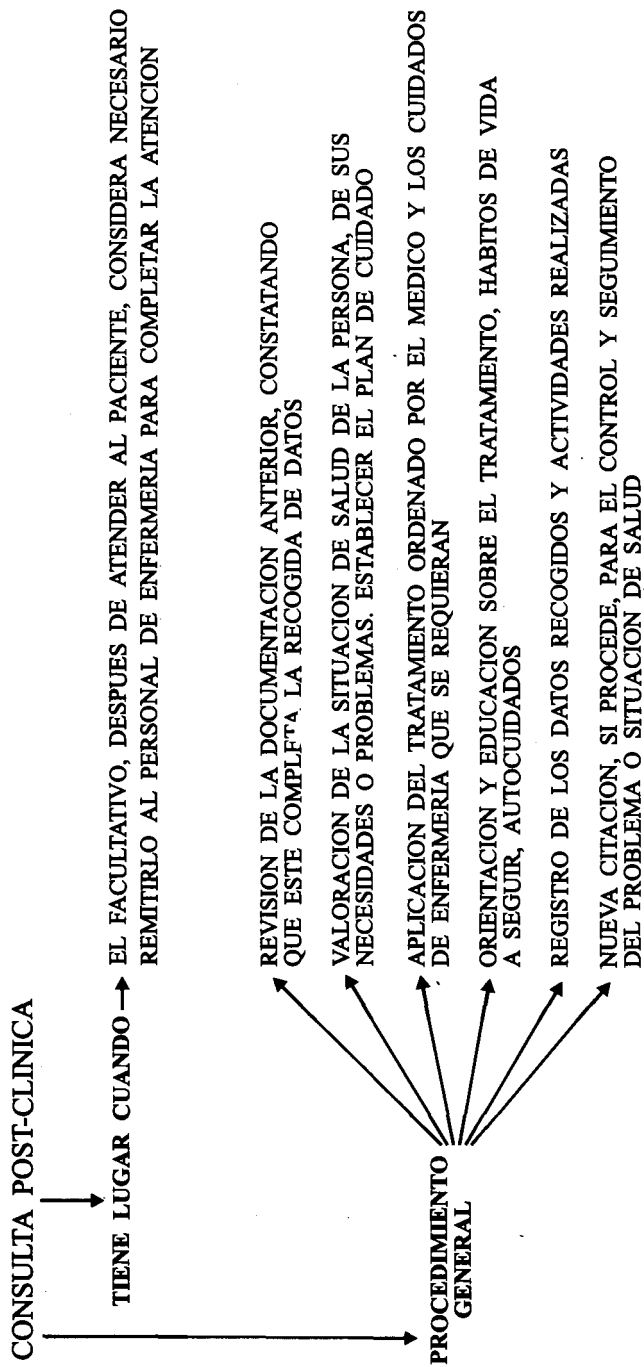 CONSULTA POST-CLINICA
TIENE LUGAR CUANDO
EL FACULTATIVO, DESPUES DE ATENDER AL PACIENTE, CONSIDERA NECESARIO
REMITIRLO AL PERSONAL DE ENFERMERIA PARA COMPLETAR LA ATENCION
PROCEDIMIENTO
GENERAL
REVISION DE LA DOCUMENTACION ANTERIOR, CONSTATANDO
QUE ESTE COMPLETA LA RECOGIDA DE DATOS
VALORACION DE LA SITUACION DE SALUD DE LA PERSONA, DE SUS
NECESIDADES O PROBLEMAS. ESTABLECER EL PLAN DE CUIDADO
APLICACION DEL TRATAMIENTO ORDENADO POR EL MEDICO Y LOS CUIDADOS
DE ENFERMERIA QUE SE REQUIERAN
ORIENTACION Y EDUCACION SOBRE EL TRATAMIENTO, HABITOS DE VIDA
A SEGUIR, AUTOCUIDADOS
REGISTRO DE LOS DATOS RECOGIDOS Y ACTIVIDADES REALIZADAS
NUEVA CITACION, SI PROCEDE, PARA EL CONTROL Y SEGUIMIENTO
DEL PROBLEMA O SITUACION DE SALUD